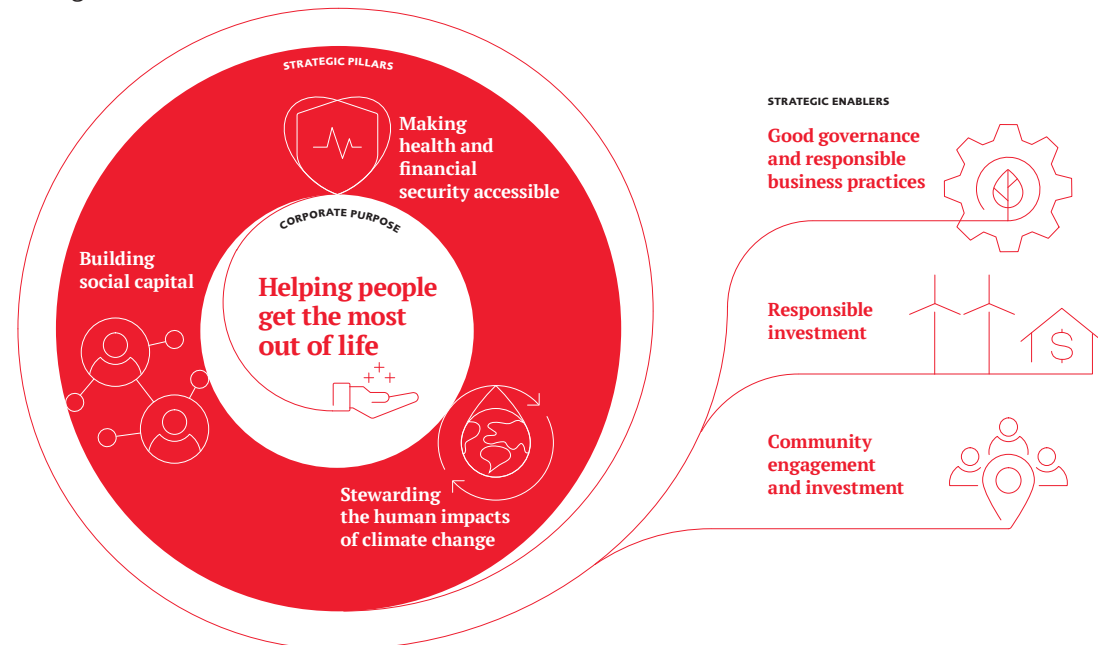 STRATEGIC PILLARS
Making
health and
financial
security accessible
CORPORATE PURPOSE
Building
social capital
Helping people
get the most
out of life
Stewarding
the human impacts
of climate change
STRATEGIC ENABLERS
Good governance
and responsible
business practices
Responsible
investment
$
Community
engagement
and investment